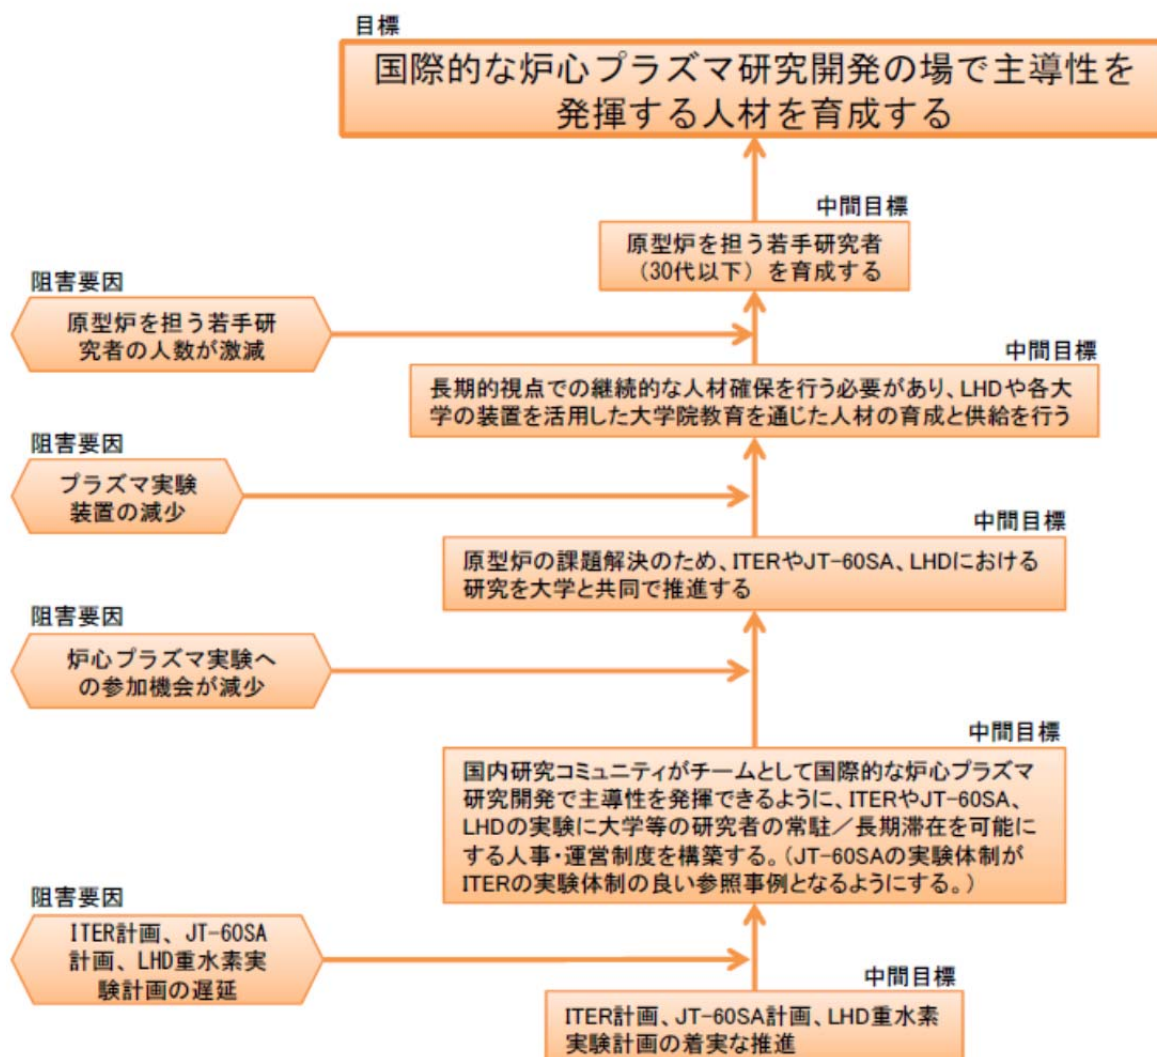 目標
国際的な炉心プラズマ研究開発の場で主導性を
発揮する人材を育成する
中間目標
原型炉を担う若手研究者
（30代以下）を育成する
阻害要因
原型炉を担う若手研
究者の人数が激減
中間目標
長期的視点での継続的な人材確保を行う必要があり、LHDや各大
学の装置を活用した大学院教育を通じた人材の育成と供給を行う
阻害要因
プラズマ実験
装置の減少
中間目標
原型炉の課題解決のため、ITERやJT-60SA、LHDにおける
研究を大学と共同で推進する
阻害要因
炉心プラズマ実験へ
の参加機会が減少
中間目標
国内研究コミュニティがチームとして国際的な炉心プラズマ
研究開発で主導性を発揮できるように、ITERやJT-60SA、
LHDの実験に大学等の研究者の常駐／長期滞在を可能に
する人事・運営制度を構築する。（JT-60SAの実験体制が
ITERの実験体制の良い参照事例となるようにする。）
阻害要因
ITER計画、JT-60SA
計画、LHD重水素実
験計画の遅延
中間目標
ITER計画、JT-60SA計画、LHD重水素
実験計画の着実な推進